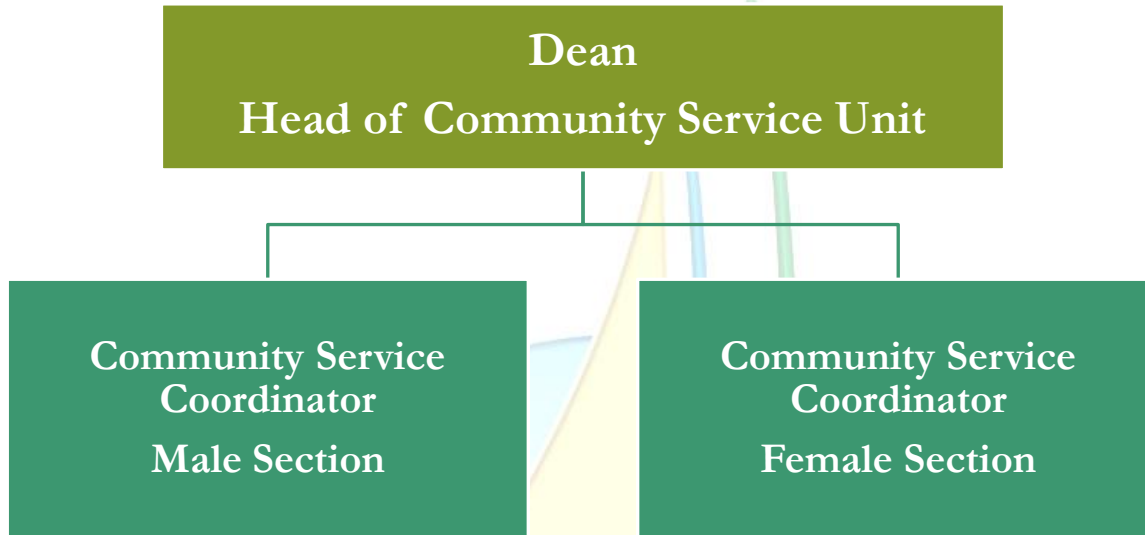 Dean
Head of Community Service Unit
Community Service
Coordinator
Male Section
Community Service
Coordinator
Female Section